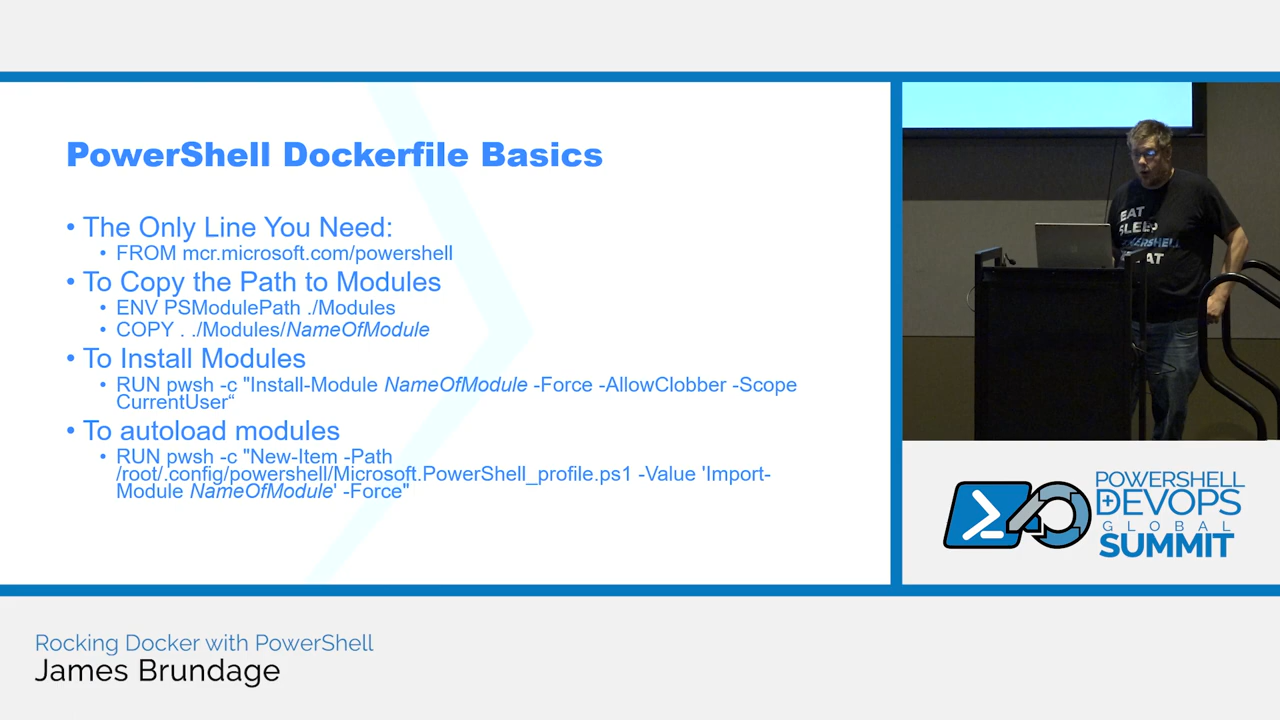 PowerShell Dockerfile Basics
• The Only Line You Need:
• FROM mcr.microsoft.com/powershell
• To Copy the Path to Modules
• ENV PSModulePath ./Modules
• COPY . ./Modules/NameOfModule
• To Install Modules
• RUN pwsh -c "Install-Module NameOfModule -Force -AllowClobber -Scope
CurrentUser“
• To autoload modules
• RUN pwsh -c "New-Item -Path
/root/.config/powershell/Microsoft.PowerShell_profile.ps1 -Value 'Import-
Module NameOfModule' -Force"
EAT
SLEEP
POWERSHELL
REPEAT
POWERSHELL
+DEVOPS
GLOBAL
SUMMIT
Rocking Docker with PowerShell
James Brundage